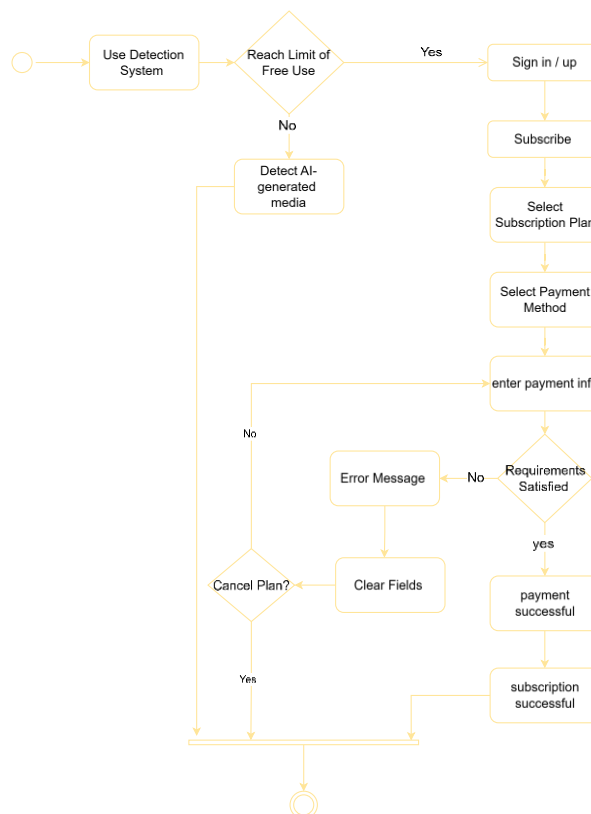 Use Detection
System
Reach Limit of
Free Use
Yes
Sign in / up
No
Subscribe
Detect AI-
generated
media
Select
Subscription Plan
Select Payment
Method
enter payment inf
No
Error Message
No
Requirements
Satisfied
yes
Cancel Plan?
Clear Fields
payment
successful
Yes
subscription
successful